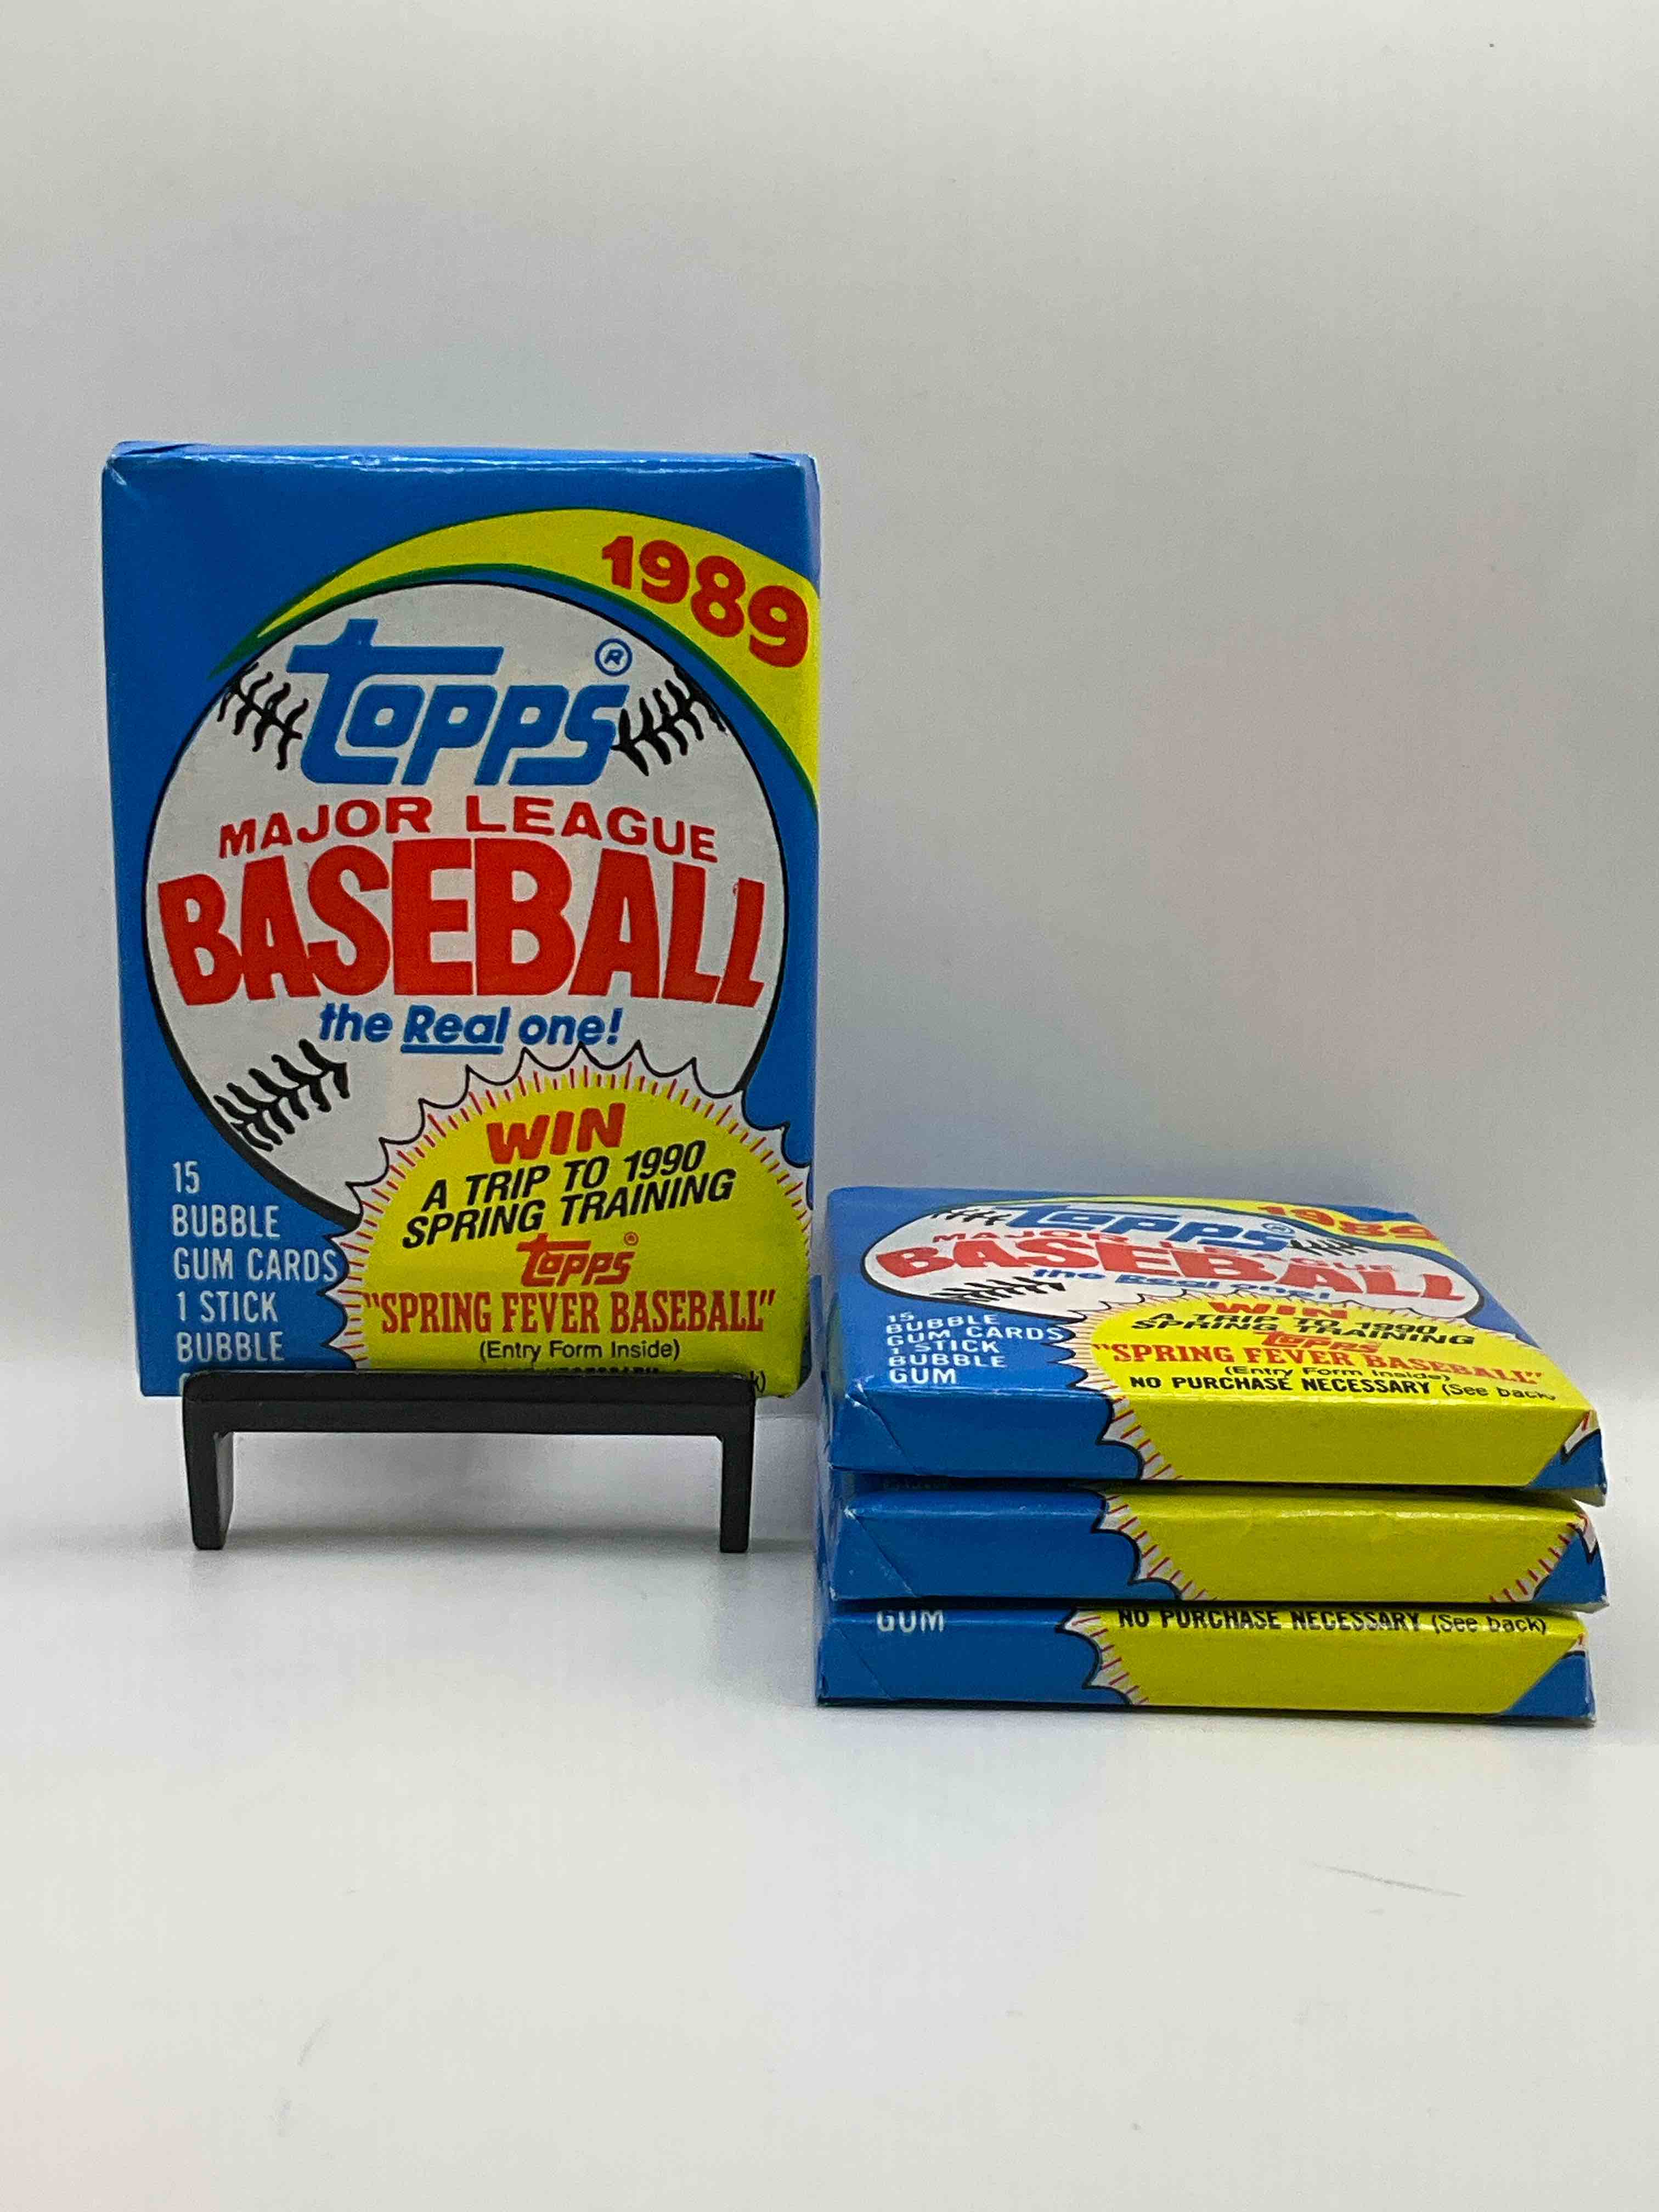 1989
Topps®
MAJOR LEAGUE
BASEBALL
the Real one!
WIN
A TRIP TO 1990
SPRING TRAINING
Topps®
"SPRING FEVER BASEBALL"
(Entry Form Inside)
15
BUBBLE
GUM CARDS
1 STICK
BUBBLE
1989
Topps®
MAJOR LEAGUE
BASEBALL
the Real one!
WIN
A TRIP TO 1990
SPRING TRAINING
Topps
"SPRING FEVER BASEBALL"
(Entry Form Inside)
NO PURCHASE NECESSARY (See back)
15
BUBBLE
GUM CARDS
1 STICK
BUBBLE
GUM
GUM
NO PURCHASE NECESSARY (See back)